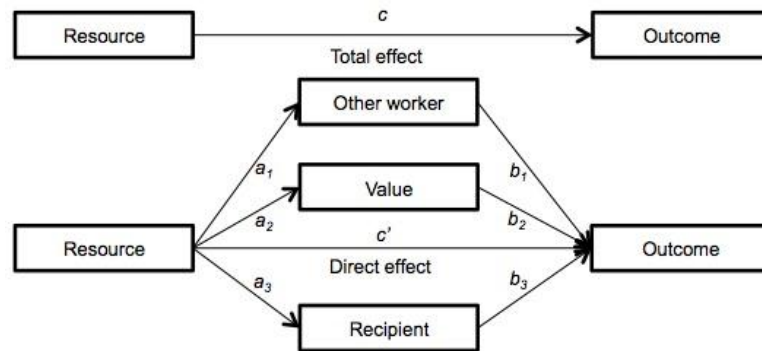 c
Resource
Outcome
Total effect
Other worker
a₁
b₁
Value
a₂
b₂
c'
Resource
Outcome
Direct effect
a₃
b₃
Recipient